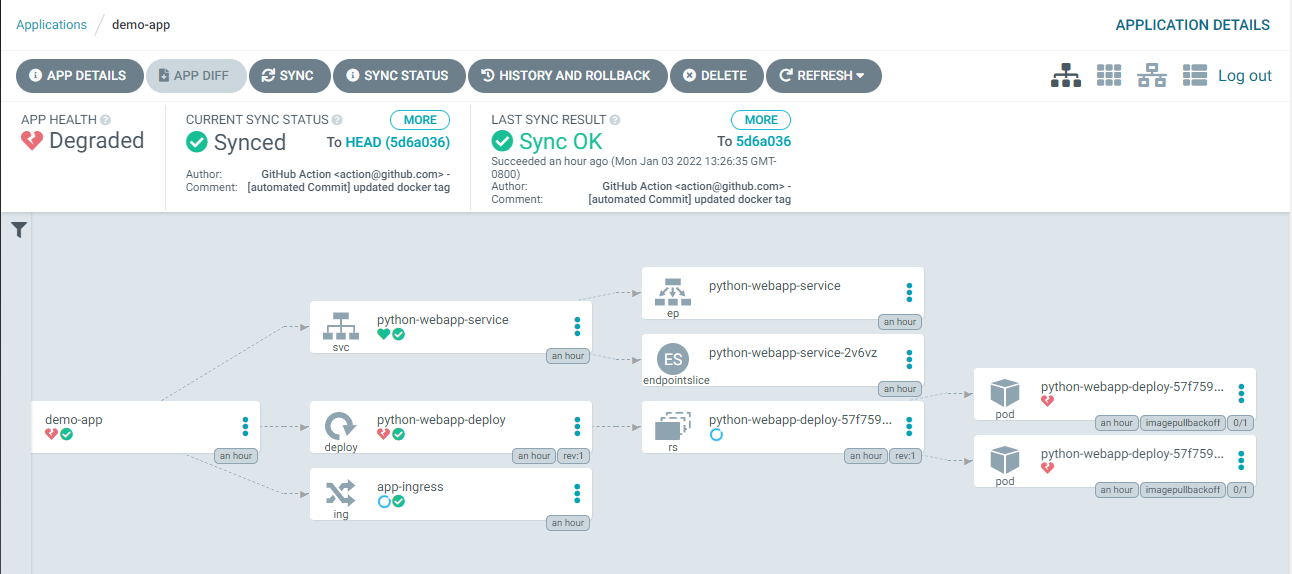 Applications / demo-app
APPLICATION DETAILS
APP DETAILS
APP DIFF
SYNC
SYNC STATUS
HISTORY AND ROLLBACK
DELETE
REFRESH
Log out
APP HEALTH
Degraded
CURRENT SYNC STATUS
MORE
Synced
To HEAD (5d6a036)
Author: GitHub Action <action@github.com> -
Comment: [automated Commit] updated docker tag
LAST SYNC RESULT
MORE
Sync OK
To 5d6a036
Succeeded an hour ago (Mon Jan 03 2022 13:26:35 GMT-
0800)
Author: GitHub Action <action@github.com> -
Comment: [automated Commit] updated docker tag
demo-app
an hour
svc
python-webapp-service
an hour
deploy
python-webapp-deploy
an hour rev:1
ing
app-ingress
an hour
ep
python-webapp-service
an hour
ES
endpointslice
python-webapp-service-2v6vz
an hour
rs
python-webapp-deploy-57f759...
an hour rev:1
pod
python-webapp-deploy-57f759...
an hour imagepullbackoff 0/1
pod
python-webapp-deploy-57f759...
an hour imagepullbackoff 0/1